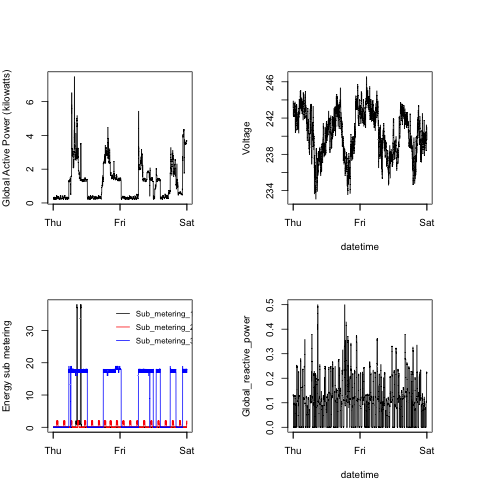 Global Active Power (kilowatts)
0 2 4 6
Thu Fri Sat
Voltage
234 238 242 246
Thu Fri Sat
datetime
Energy sub metering
0 10 20 30
Sub_metering_
Sub_metering_2
Sub_metering_3
Thu Fri Sat
Global_reactive_power
0.0 0.1 0.2 0.3 0.4 0.5
Thu Fri Sat
datetime